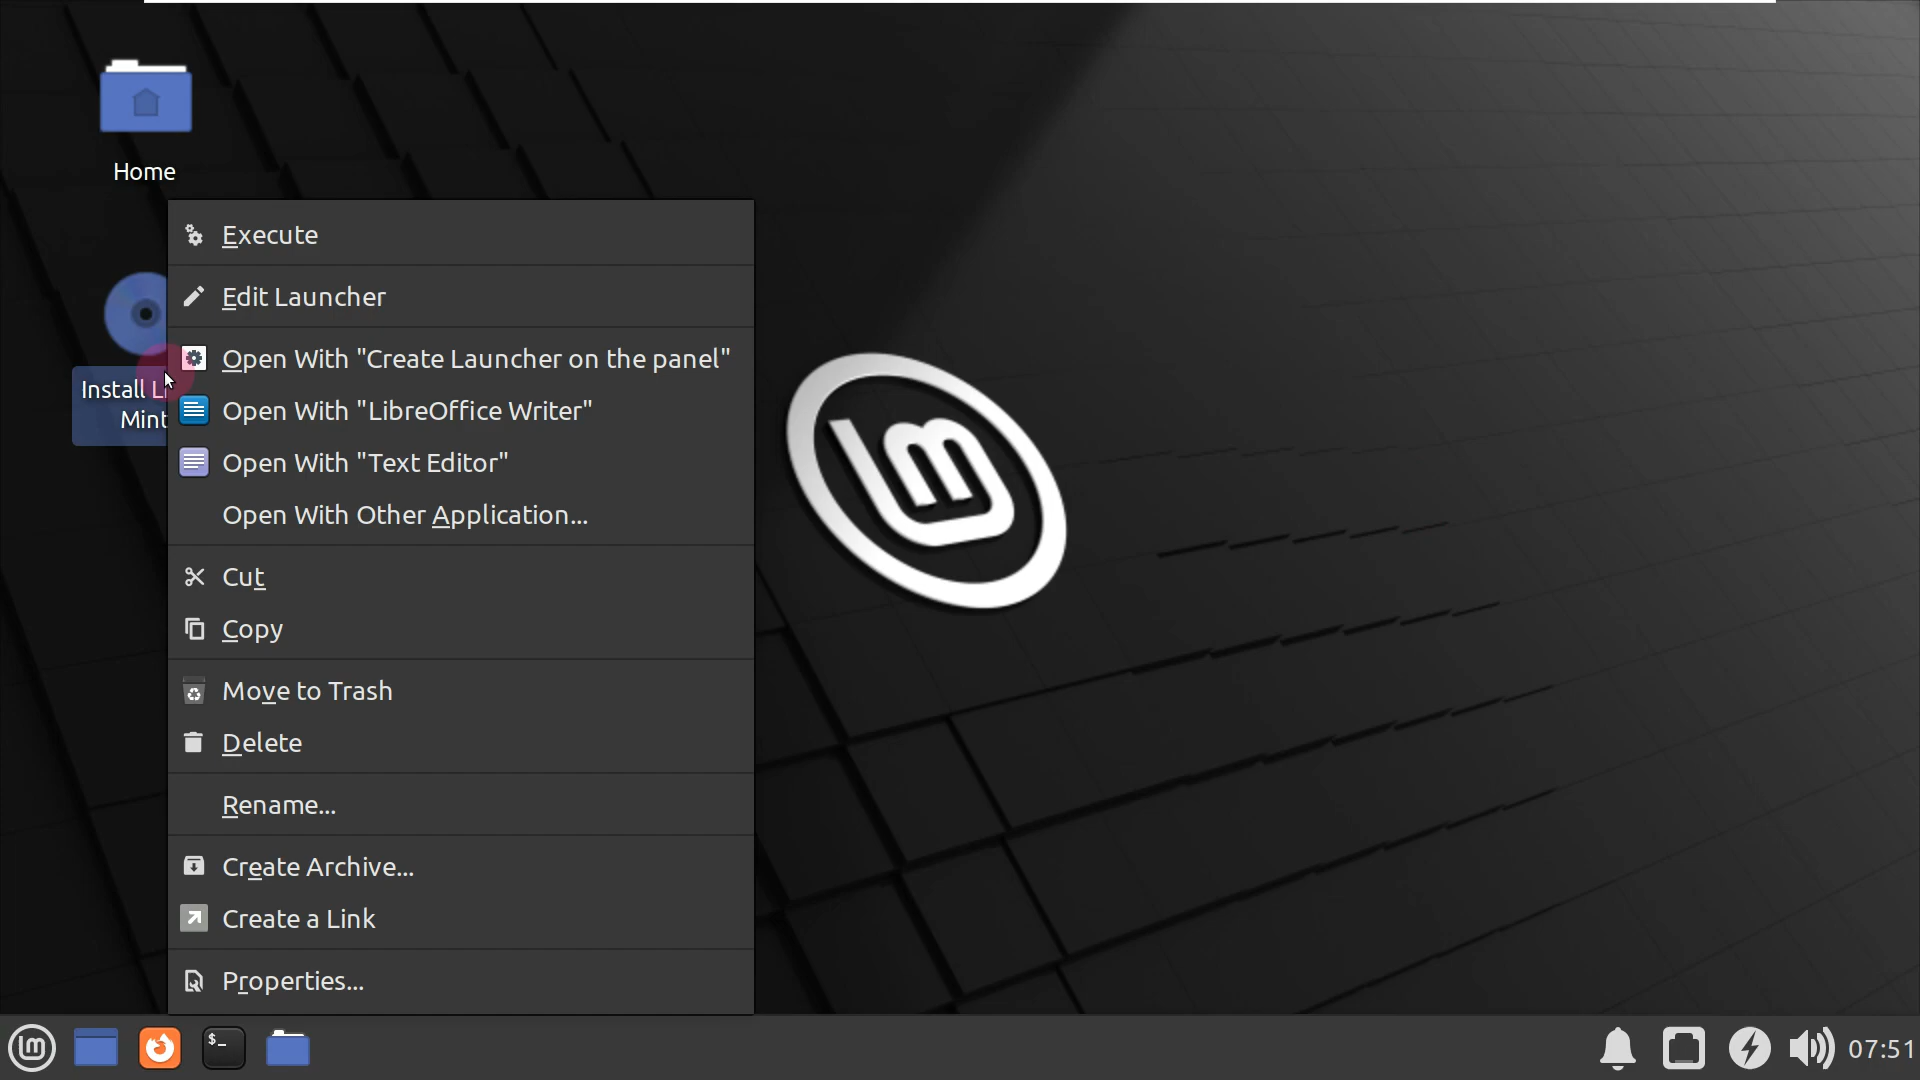 Home
Install Li
Mint
Execute
Edit Launcher
Open With "Create Launcher on the panel"
Open With "LibreOffice Writer"
Open With "Text Editor"
Open With Other Application...
Cut
Copy
Move to Trash
Delete
Rename...
Create Archive...
Create a Link
Properties...
$_
07:51